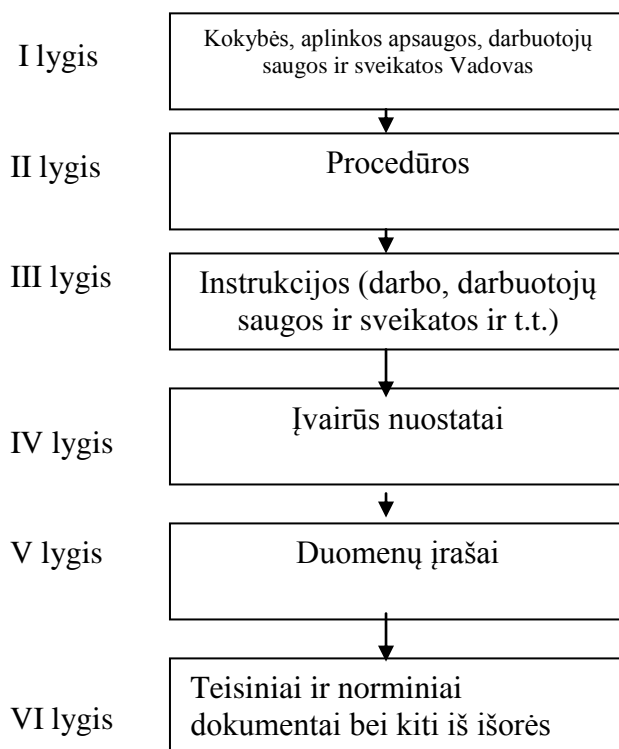 I lygis
Kokybės, aplinkos apsaugos, darbuotojų
saugos ir sveikatos Vadovas
II lygis
Procedūros
III lygis
Instrukcijos (darbo, darbuotojų
saugos ir sveikatos ir t.t.)
IV lygis
Įvairūs nuostatai
V lygis
Duomenų įrašai
VI lygis
Teisiniai ir norminiai
dokumentai bei kiti iš išorės